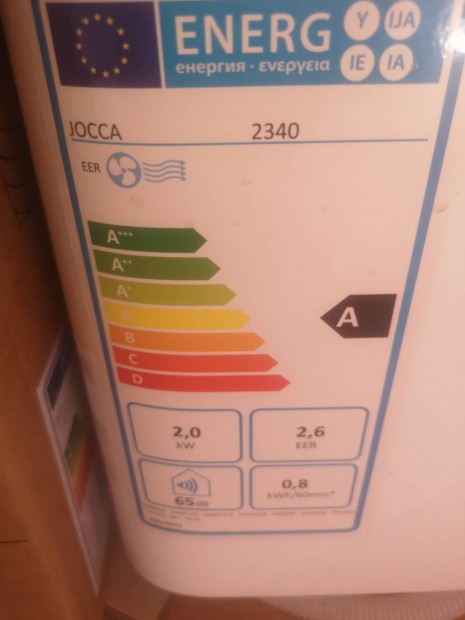 ENERG Y IJA
енергия · ενεργεια IE IA
JOCCA 2340
EER
A+++
A++
A+
A
B
C
D
A
2,0
kW
2,6
EER
65dB
0,8
kWh/60min*